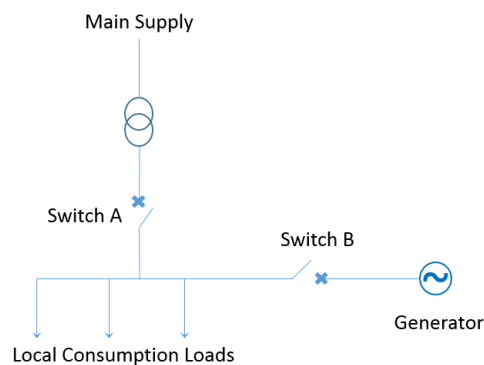 Main Supply
Switch A
Switch B
Generator
Local Consumption Loads